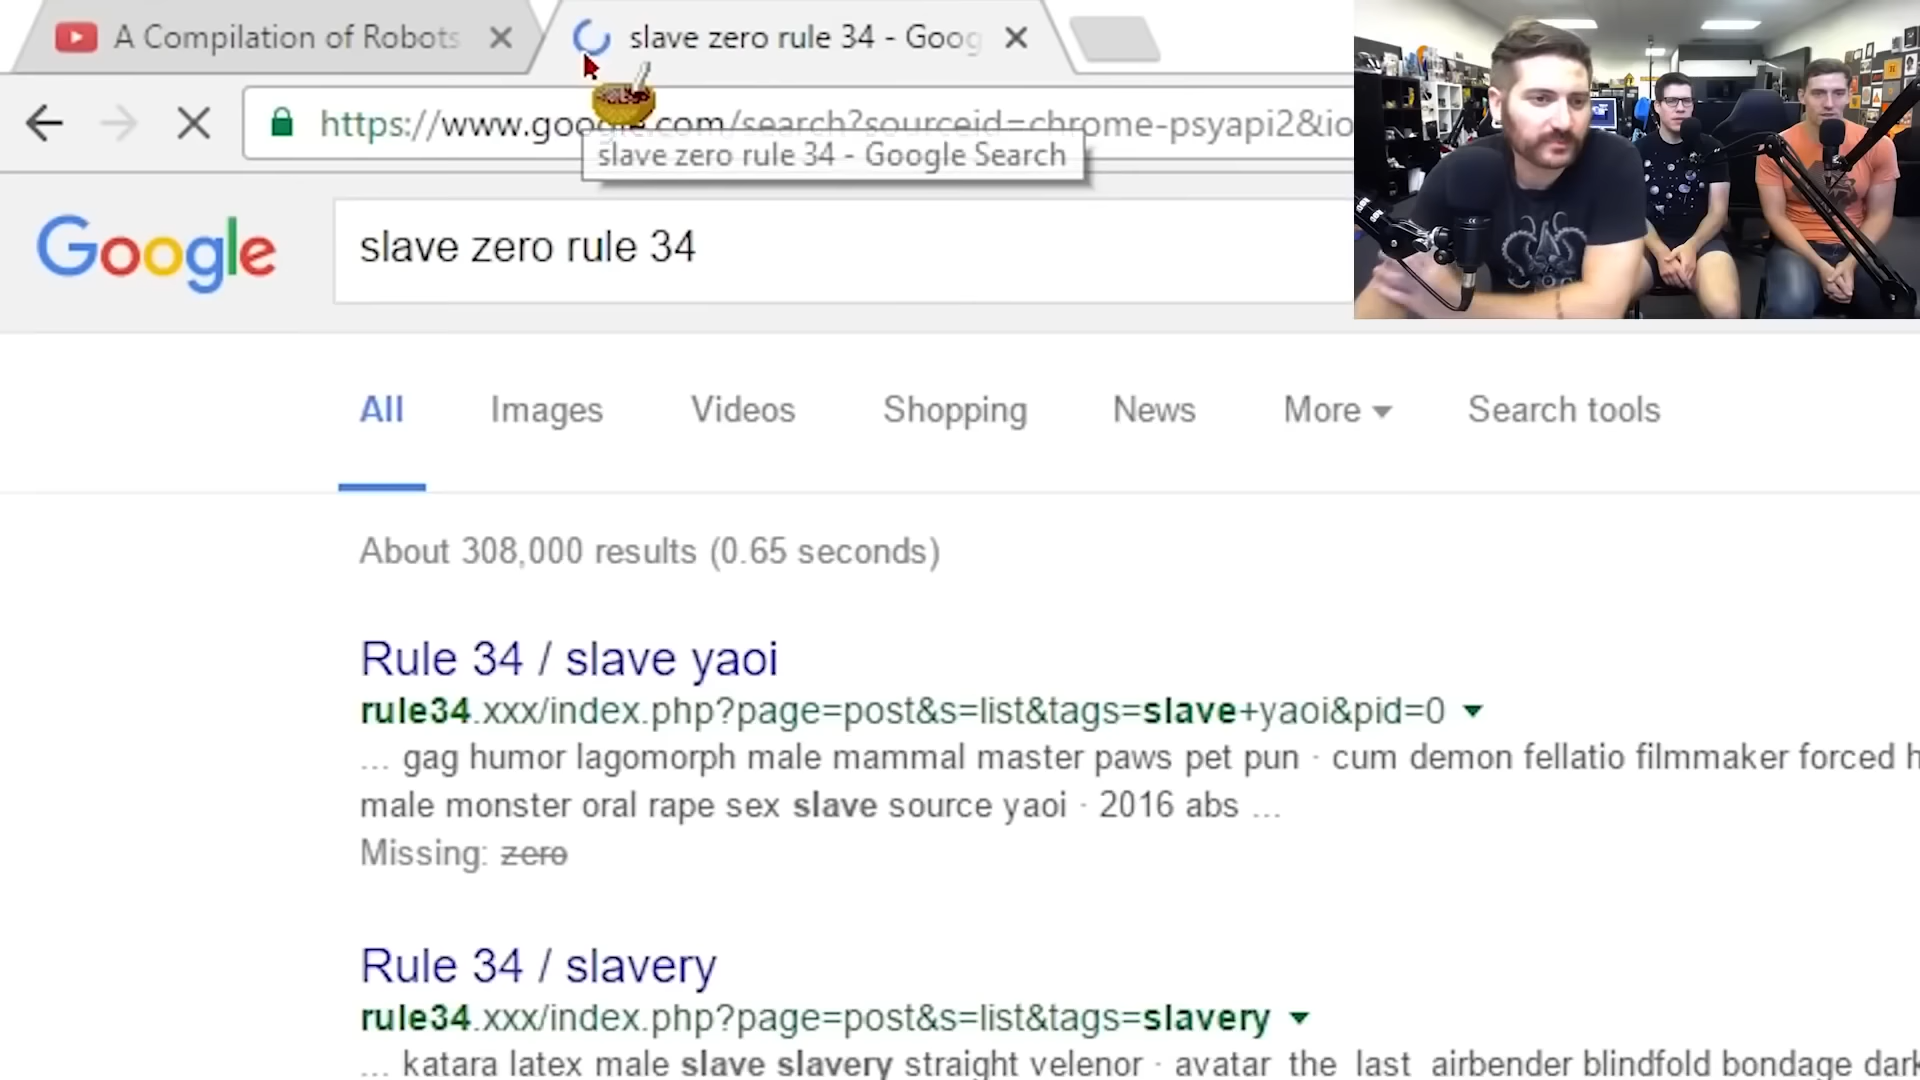 A Compilation of Robots
slave zero rule 34 - Goog
https://www.google.com/search?sourceid=chrome-psyapi2&io
slave zero rule 34 - Google Search
Google
slave zero rule 34
All Images Videos Shopping News More Search tools
About 308,000 results (0.65 seconds)
Rule 34 / slave yaoi
rule34.xxx/index.php?page=post&s=list&tags=slave+yaoi&pid=0
... gag humor lagomorph male mammal master paws pet pun · cum demon fellatio filmmaker forced h
male monster oral rape sex slave source yaoi · 2016 abs ...
Missing: zero
Rule 34 / slavery
rule34.xxx/index.php?page=post&s=list&tags=slavery
... katara latex male slave slavery straight velenor · avatar the last airbender blindfold bondage dark